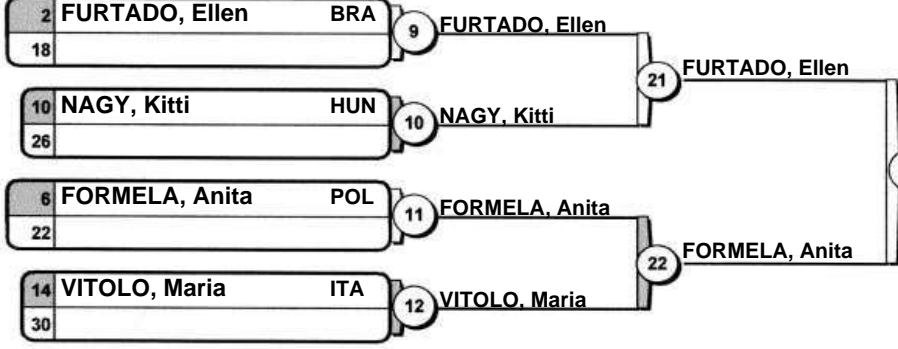 2 FURTADO, Ellen BRA
18
9
FURTADO, Ellen
10 NAGY, Kitti HUN
26
10
NAGY, Kitti
21
FURTADO, Ellen
6 FORMELA, Anita POL
22
11
FORMELA, Anita
14 VITOLO, Maria ITA
30
12
VITOLO, Maria
22
FORMELA, Anita